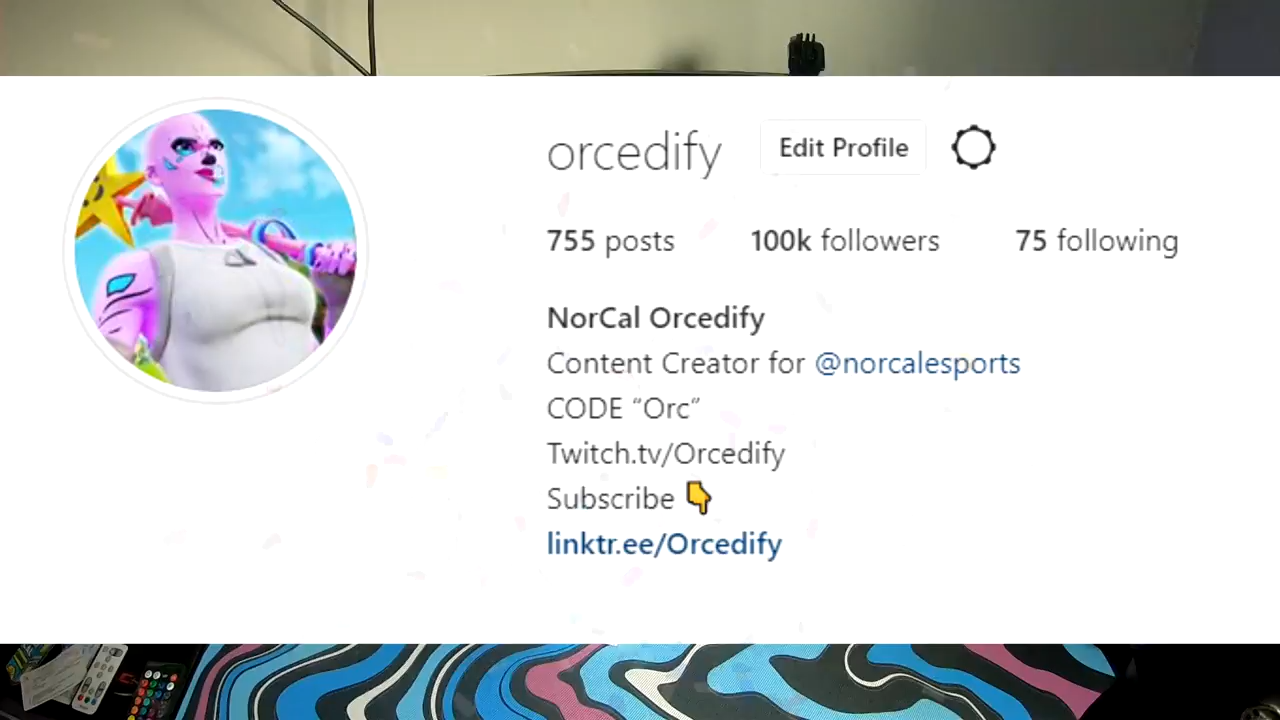 orcedify Edit Profile
755 posts 100k followers 75 following
NorCal Orcedify
Content Creator for @norcalesports
CODE “Orc”
Twitch.tv/Orcedify
Subscribe 👇
linktr.ee/Orcedify